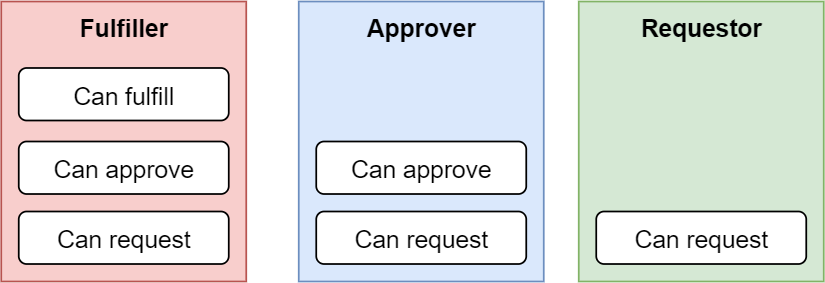 Fulfiller
Can fulfill
Can approve
Can request
Approver
Can approve
Can request
Requestor
Can request